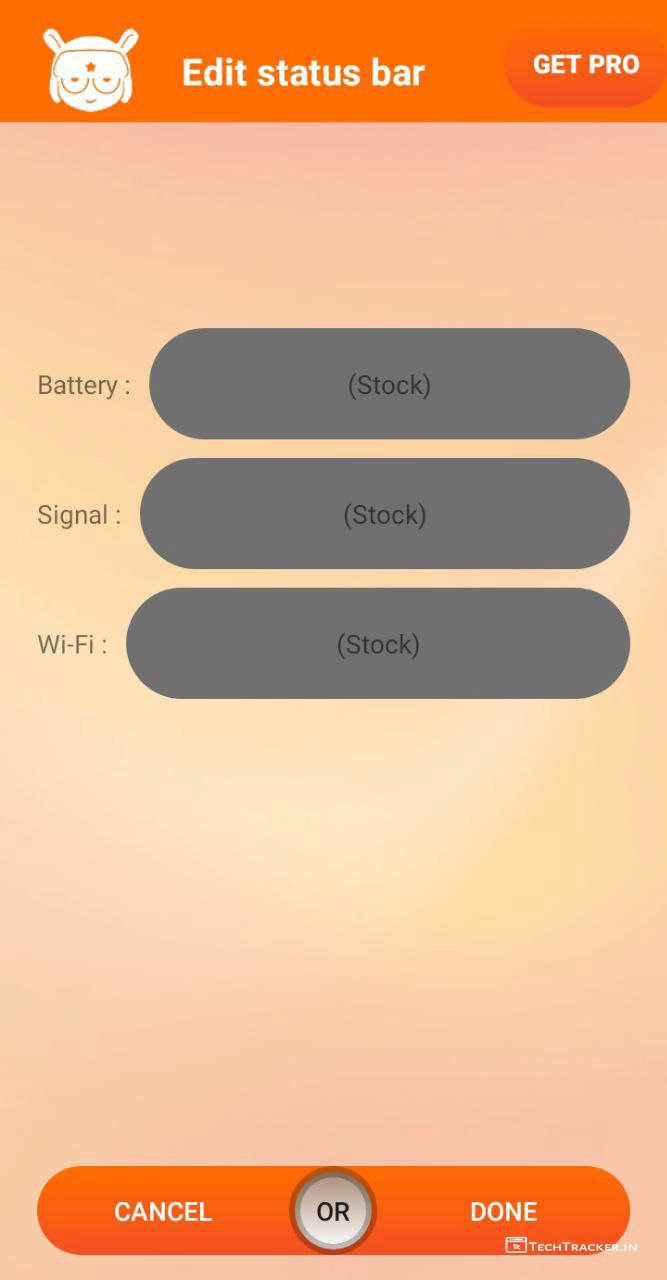 Edit status bar
GET PRO
Battery : (Stock)
Signal : (Stock)
Wi-Fi : (Stock)
CANCEL OR DONE
TECHTRACKER.IN